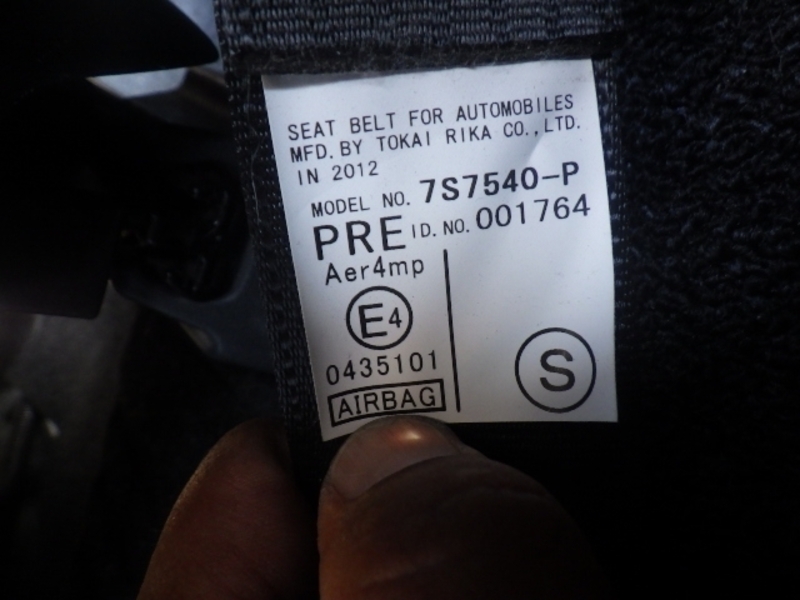 SEAT BELT FOR AUTOMOBILES
MFD. BY TOKAI RIKA CO., LTD.
IN 2012
MODEL NO. 7S7540-P
PRE I D. NO. 001764
Aer4mp
E4
0435101
AIRBAG
S